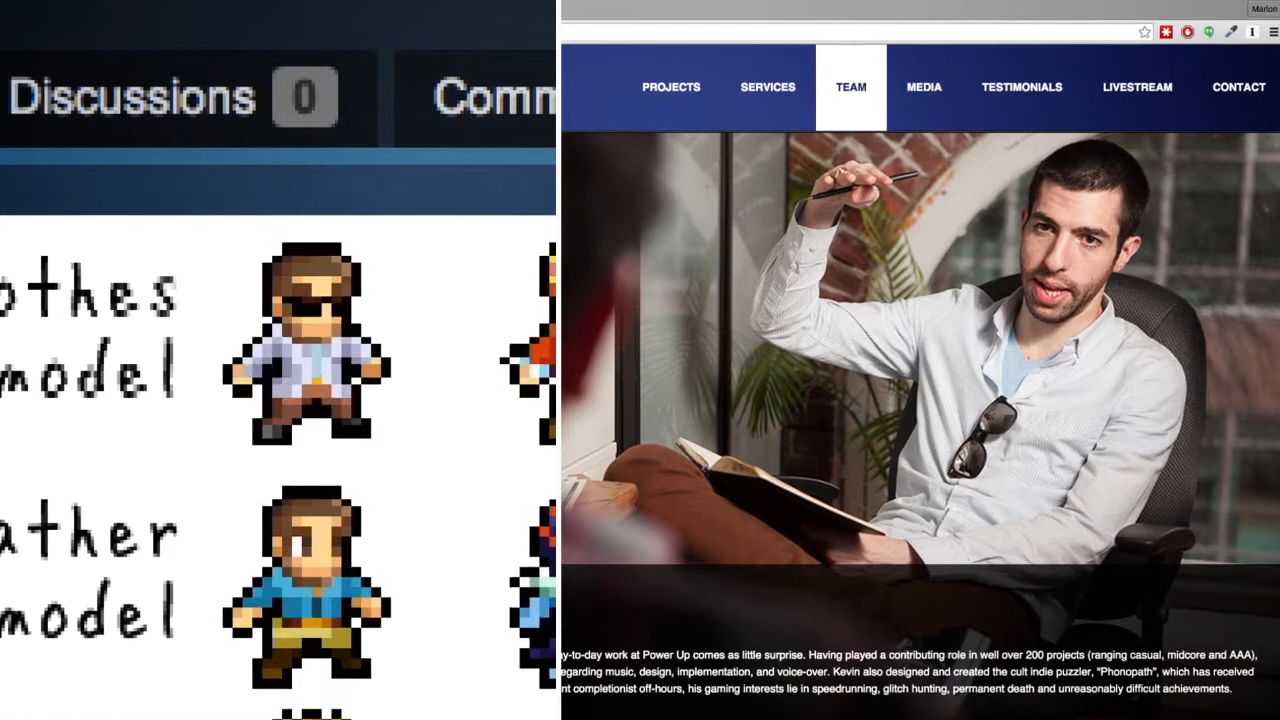 Discussions 0 Comm
othes
model
ather
model
Marlon
PROJECTS SERVICES TEAM MEDIA TESTIMONIALS LIVESTREAM CONTACT
ay-to-day work at Power Up comes as little surprise. Having played a contributing role in well over 200 projects (ranging casual, midcore and AAA),
egarding music, design, implementation, and voice-over. Kevin also designed and created the cult indie puzzler, “Phonopath”, which has received
nt completionist off-hours, his gaming interests lie in speedrunning, glitch hunting, permanent death and unreasonably difficult achievements.